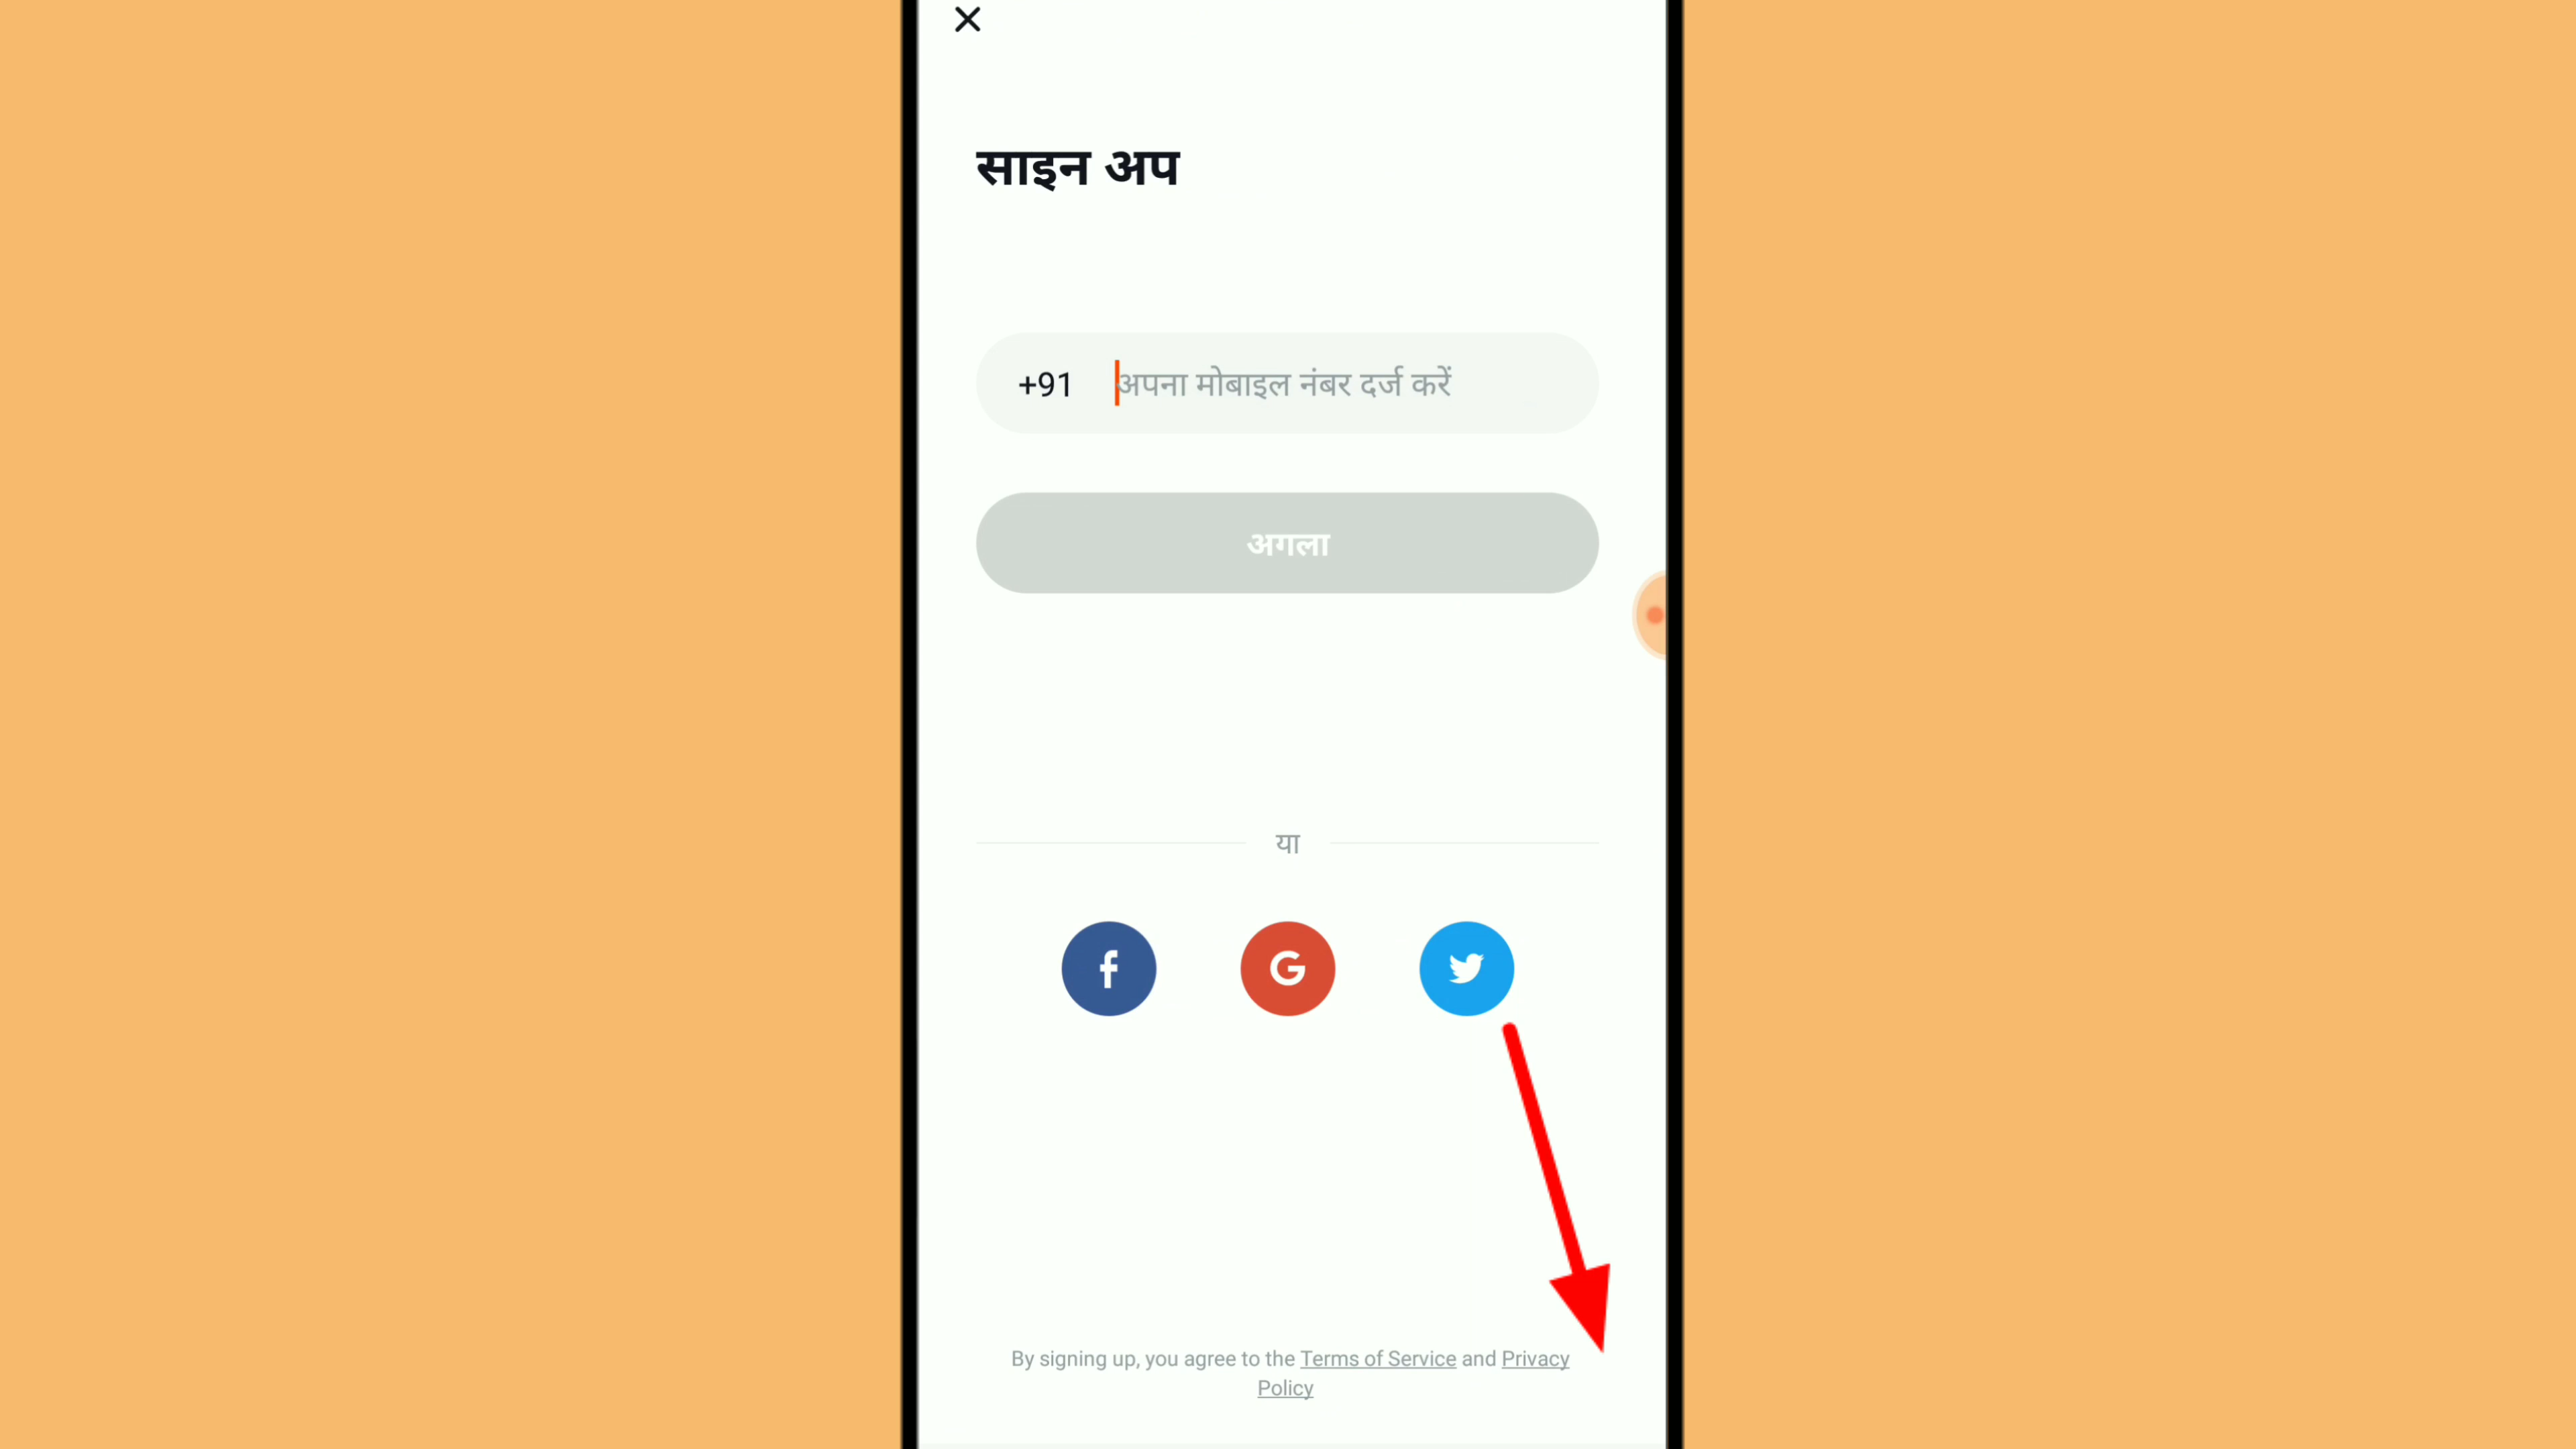 साइन अप
+91 अपना मोबाइल नंबर दर्ज करें
अगला
या
By signing up, you agree to the Terms of Service and Privacy
Policy